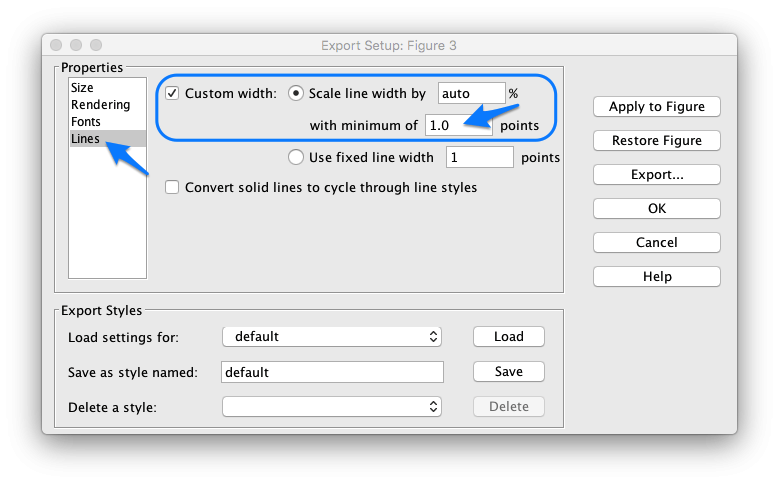 Export Setup: Figure 3
Properties
Size
Rendering
Fonts
Lines
Custom width: Scale line width by auto %
with minimum of 1.0 points
Use fixed line width 1 points
Convert solid lines to cycle through line styles
Apply to Figure
Restore Figure
Export...
OK
Cancel
Help
Export Styles
Load settings for: default Load
Save as style named: default Save
Delete a style: Delete